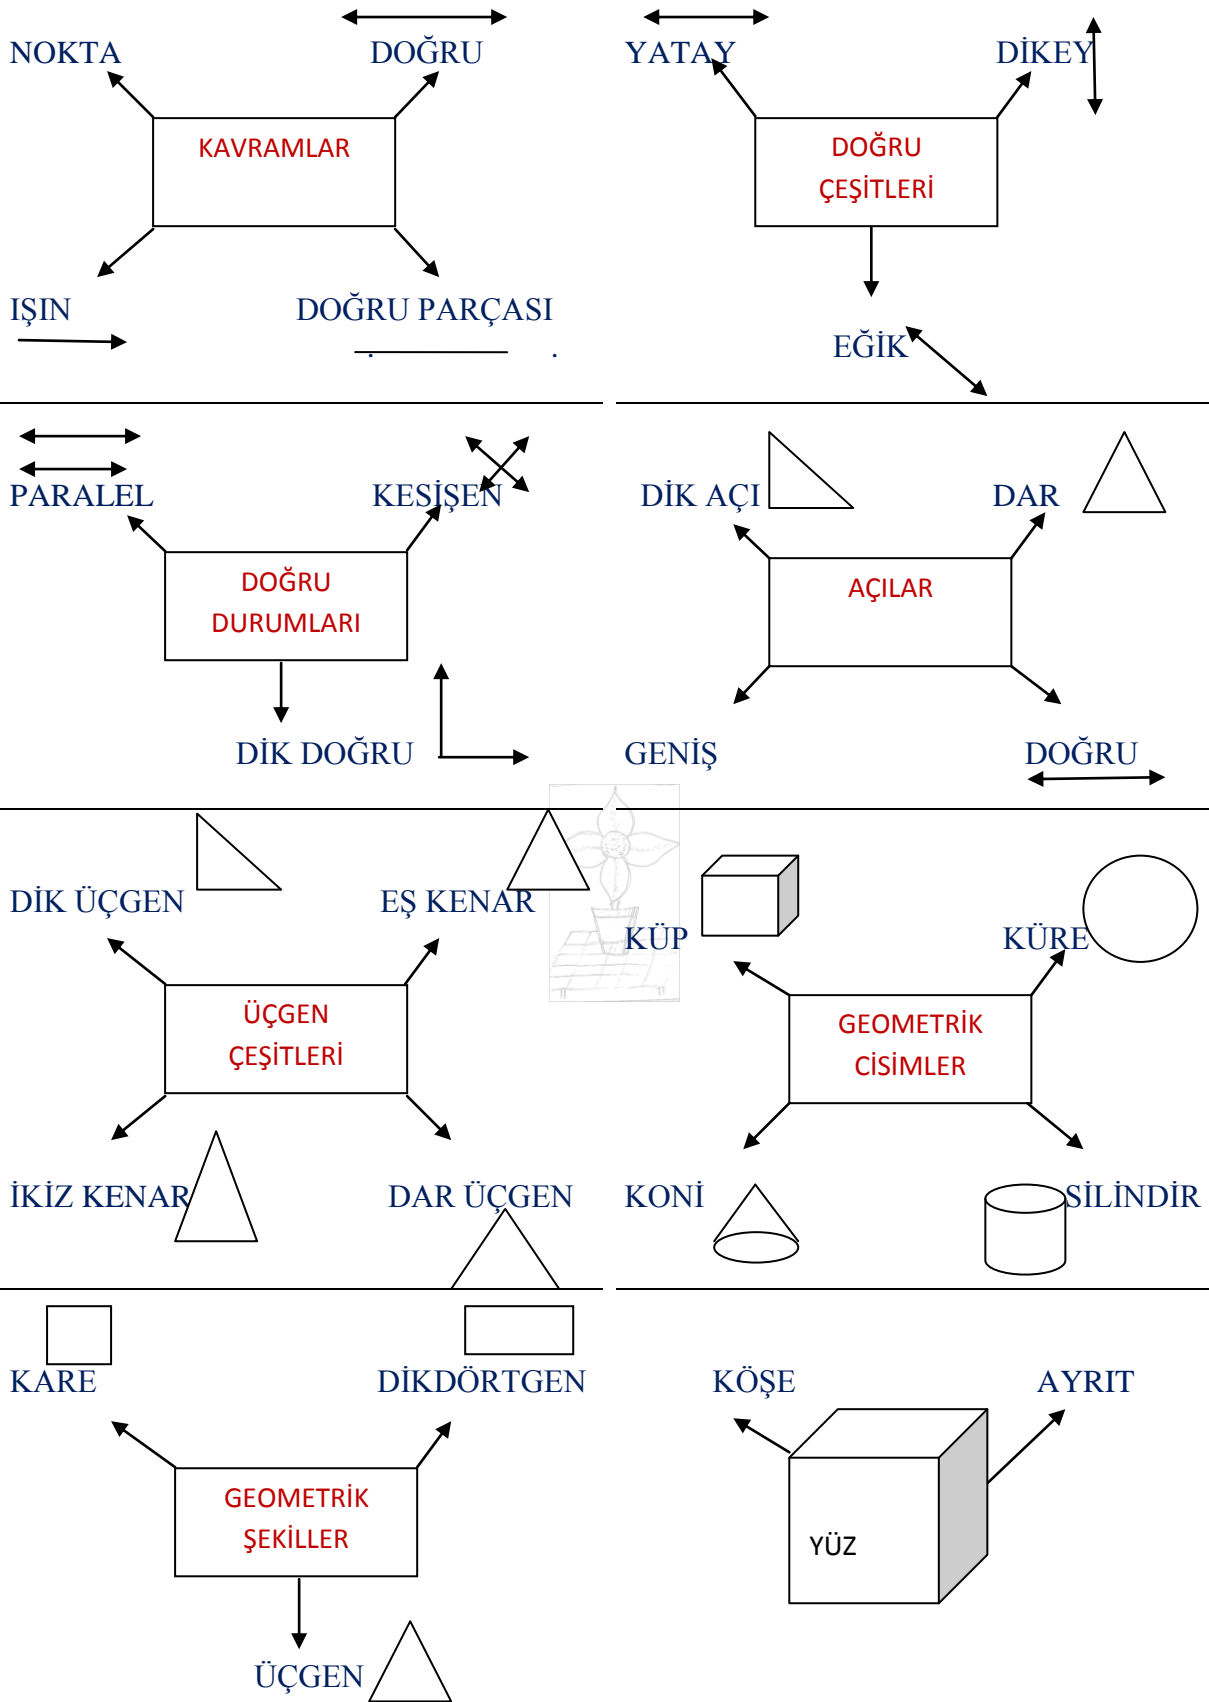 NOKTA DOĞRU
KAVRAMLAR
IŞIN DOĞRU PARÇASI
YATAY DİKEY
DOĞRU
ÇEŞİTLERİ
EĞİK
PARALEL KESİŞEN
DOĞRU
DURUMLARI
DİK DOĞRU
DİK AÇI DAR
AÇILAR
GENİŞ DOĞRU
DİK ÜÇGEN EŞ KENAR
ÜÇGEN
ÇEŞİTLERİ
İKİZ KENAR DAR ÜÇGEN
KÜP KÜRE
GEOMETRİK
CİSİMLER
KONİ SİLİNDİR
KARE DİKDÖRTGEN
GEOMETRİK
ŞEKİLLER
ÜÇGEN
KÖŞE AYRIT
YÜZ